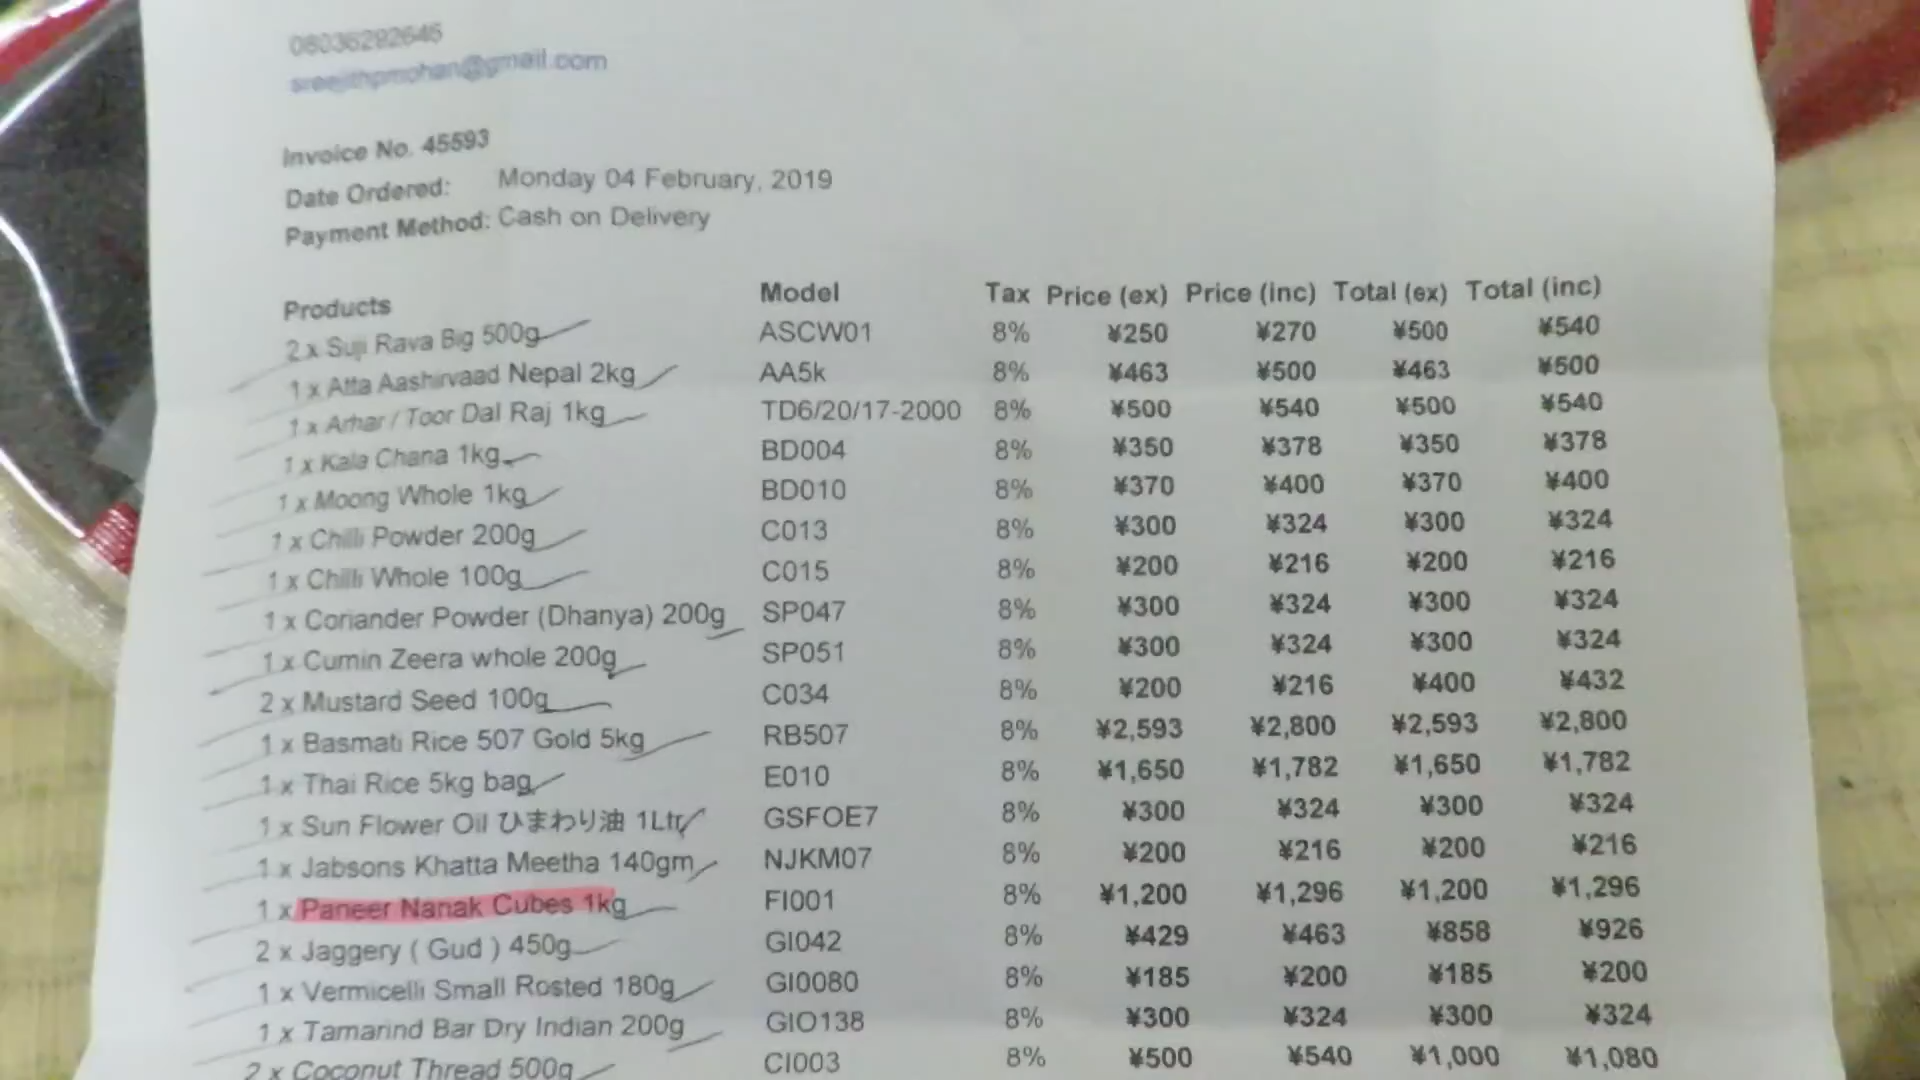 08036292645
sreejithpmohan@gmail.com
Invoice No. 45593
Date Ordered: Monday 04 February, 2019
Payment Method: Cash on Delivery
Products Model Tax Price (ex) Price (inc) Total (ex) Total (inc)
2 x Suji Rava Big 500g ASCW01 8% ¥250 ¥270 ¥500 ¥540
1 x Atta Aashirvaad Nepal 2kg AA5k 8% ¥463 ¥500 ¥463 ¥500
1 x Arhar / Toor Dal Raj 1kg TD6/20/17-2000 8% ¥500 ¥540 ¥500 ¥540
1 x Kala Chana 1kg BD004 8% ¥350 ¥378 ¥350 ¥378
1 x Moong Whole 1kg BD010 8% ¥370 ¥400 ¥370 ¥400
1 x Chilli Powder 200g C013 8% ¥300 ¥324 ¥300 ¥324
1 x Chilli Whole 100g C015 8% ¥200 ¥216 ¥200 ¥216
1 x Coriander Powder (Dhanya) 200g SP047 8% ¥300 ¥324 ¥300 ¥324
1 x Cumin Zeera whole 200g SP051 8% ¥300 ¥324 ¥300 ¥324
2 x Mustard Seed 100g C034 8% ¥200 ¥216 ¥400 ¥432
1 x Basmati Rice 507 Gold 5kg RB507 8% ¥2,593 ¥2,800 ¥2,593 ¥2,800
1 x Thai Rice 5kg bag E010 8% ¥1,650 ¥1,782 ¥1,650 ¥1,782
1 x Sun Flower Oil ひまわり油 1Ltr GSFOE7 8% ¥300 ¥324 ¥300 ¥324
1 x Jabsons Khatta Meetha 140gm NJKM07 8% ¥200 ¥216 ¥200 ¥216
1 x Paneer Nanak Cubes 1kg FI001 8% ¥1,200 ¥1,296 ¥1,200 ¥1,296
2 x Jaggery ( Gud ) 450g GI042 8% ¥429 ¥463 ¥858 ¥926
1 x Vermicelli Small Rosted 180g GI0080 8% ¥185 ¥200 ¥185 ¥200
1 x Tamarind Bar Dry Indian 200g GIO138 8% ¥300 ¥324 ¥300 ¥324
2 x Coconut Thread 500g CI003 8% ¥500 ¥540 ¥1,000 ¥1,080